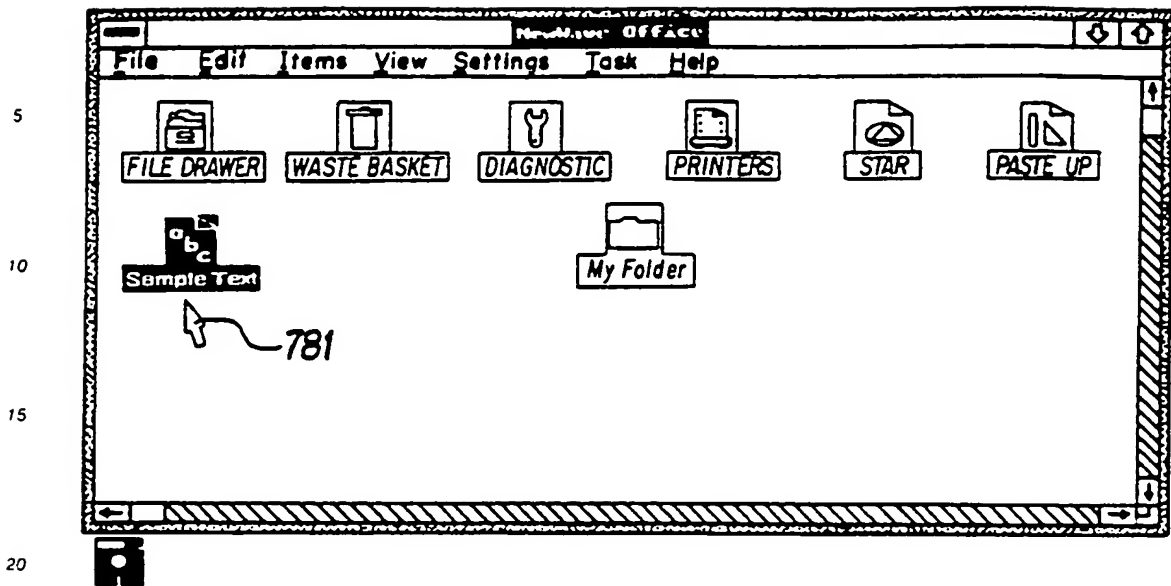 NewWave Office
File Edit Items View Settings Task Help
5
FILE DRAWER WASTE BASKET DIAGNOSTIC PRINTERS STAR PASTE UP
a
b
c
10
Sample Text My Folder
781
15
20